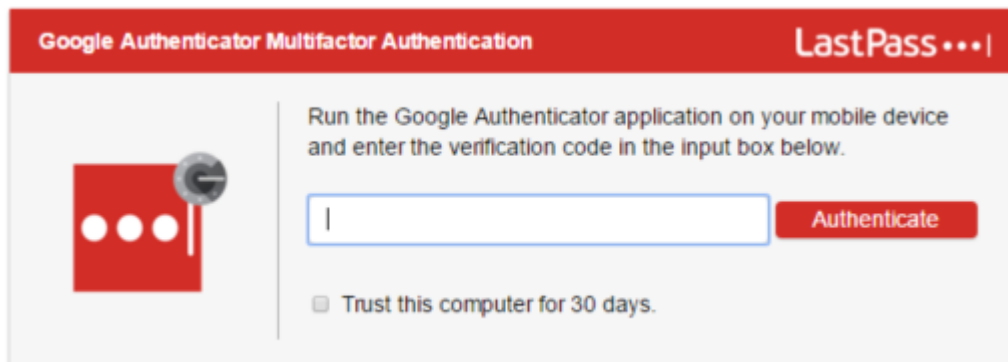 Google Authenticator Multifactor Authentication
LastPass •••|
Run the Google Authenticator application on your mobile device
and enter the verification code in the input box below.
Authenticate
Trust this computer for 30 days.